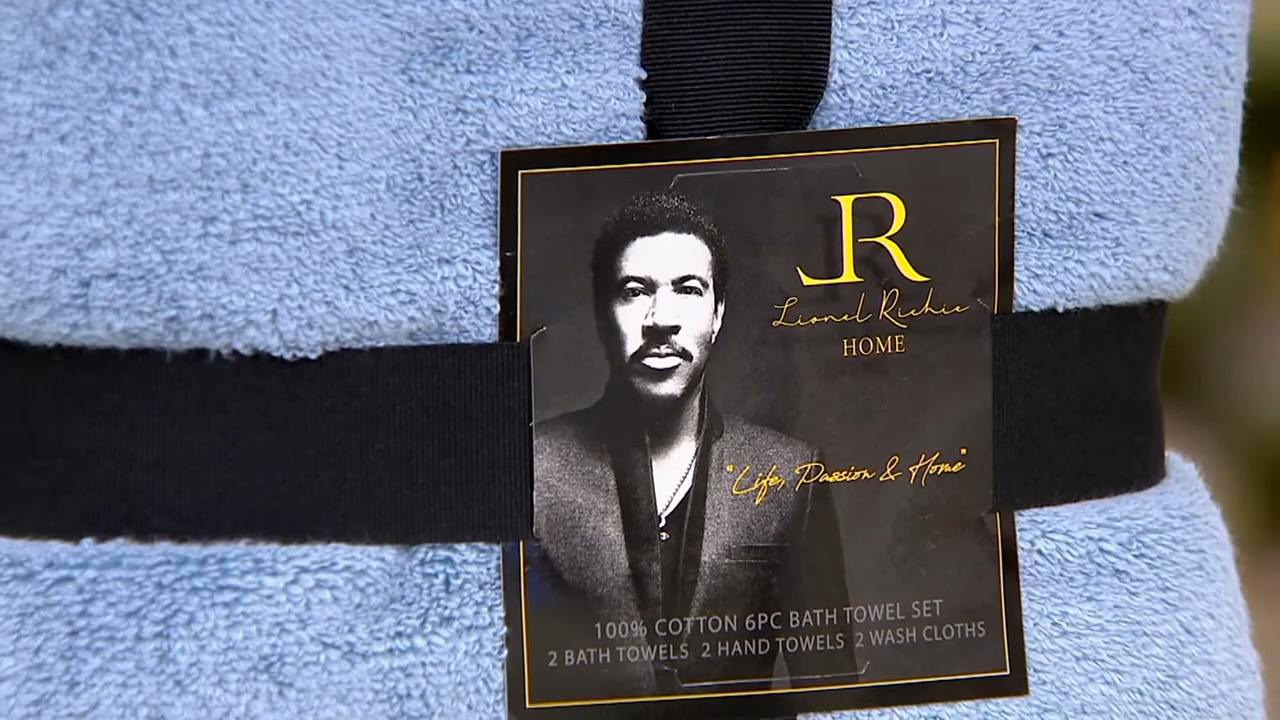 LR
Lionel Richie
HOME
"Life, Passion & Home"
100% COTTON 6PC BATH TOWEL SET
2 BATH TOWELS 2 HAND TOWELS 2 WASH CLOTHS